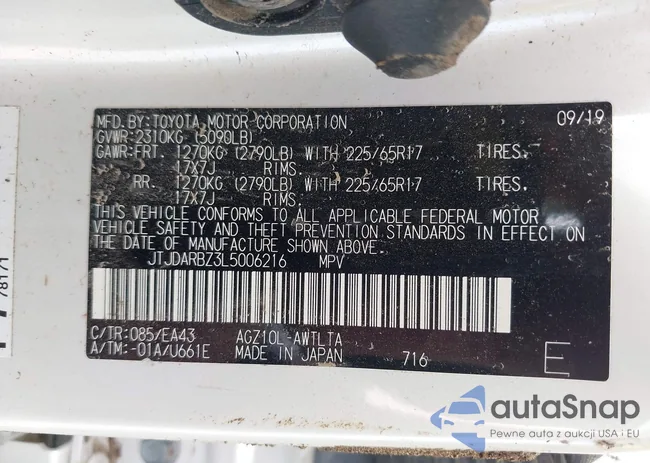 MFD.BY:TOYOTA MOTOR CORPORATION 09/19
GVWR:2310KG (5090LB)
GAWR:FRT. 1270KG (2790LB) WITH 225/65R17 TIRES.
17X7J RIMS.
RR. 1270KG (2790LB) WITH 225/65R17 TIRES.
17X7J RIMS.
THIS VEHICLE CONFORMS TO ALL APPLICABLE FEDERAL MOTOR
VEHICLE SAFETY AND THEFT PREVENTION STANDARDS IN EFFECT ON
THE DATE OF MANUFACTURE SHOWN ABOVE.
JTJDARBZ3L5006216 MPV
C/TR:085/EA43 AGZ10L-AWTLTA
A/TM:-01A/U661E MADE IN JAPAN 716
E
autoSnap
Pewne auta z aukcji USA i EU